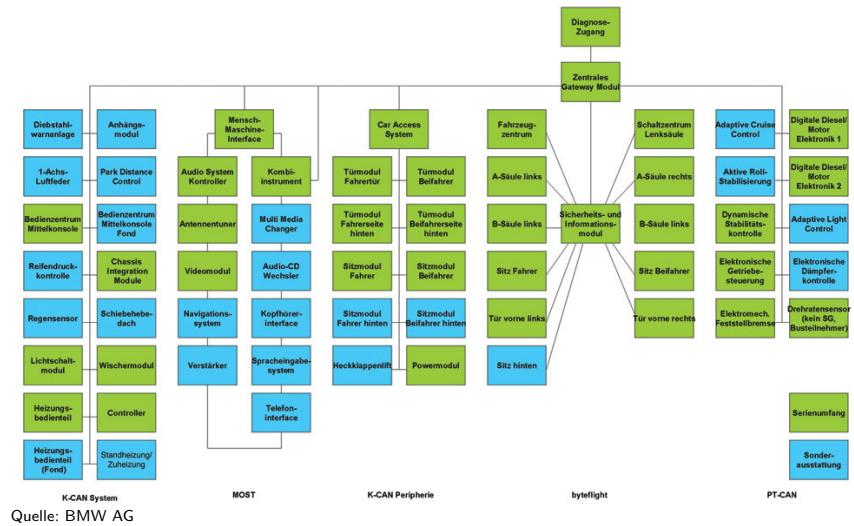 Diagnose-
Zugang
Zentrales
Gateway Modul
Diebstahl-
warnanlage
Anhänge-
modul
1-Achs-
Luftfeder
Park Distance
Control
Bedienzentrum
Mittelkonsole
Bedienzentrum
Mittelkonsole
Fond
Reifendruck-
kontrolle
Chassis
Integration
Module
Regensensor
Schiebehebe-
dach
Lichtschalt-
modul
Wischermodul
Heizungs-
bedienteil
Controller
Heizungs-
bedienteil
(Fond)
Standheizung/
Zuheizung
K-CAN System
Mensch-
Maschine-
Interface
Audio System
Kontroller
Kombi-
instrument
Antennentuner
Multi Media
Changer
Videomodul
Audio-CD
Wechsler
Navigations-
system
Kopfhörer-
interface
Verstärker
Spracheingabe-
system
Telefon-
interface
MOST
Car Access
System
Türmodul
Fahrertür
Türmodul
Beifahrer
Türmodul
Fahrerseite
hinten
Türmodul
Beifahrerseite
hinten
Sitzmodul
Fahrer
Sitzmodul
Beifahrer
Sitzmodul
Fahrer hinten
Sitzmodul
Beifahrer hinten
Heckklappenlift
Powermodul
K-CAN Peripherie
Fahrzeug-
zentrum
Schaltzentrum
Lenksäule
A-Säule links
A-Säule rechts
B-Säule links
Sicherheits- und
Informations-
modul
B-Säule links
Sitz Fahrer
Sitz Beifahrer
Tür vorne links
Tür vorne rechts
Sitz hinten
byteflight
Adaptive Cruise
Control
Digitale Diesel/
Motor
Elektronik 1
Aktive Roll-
Stabilisierung
Digitale Diesel/
Motor
Elektronik 2
Dynamische
Stabilitäts-
kontrolle
Adaptive Light
Control
Elektronische
Getriebe-
steuerung
Elektronische
Dämpfer-
kontrolle
Elektromech.
Feststellbremse
Drehratensensor
(kein SG,
Busteilnehmer)
Serienumfang
Sonder-
ausstattung
PT-CAN
Quelle: BMW AG